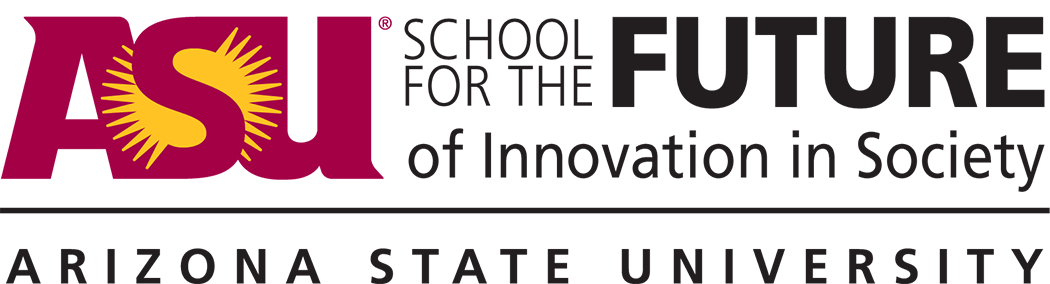 ASU®
SCHOOL
FOR THE FUTURE
of Innovation in Society
ARIZONA STATE UNIVERSITY